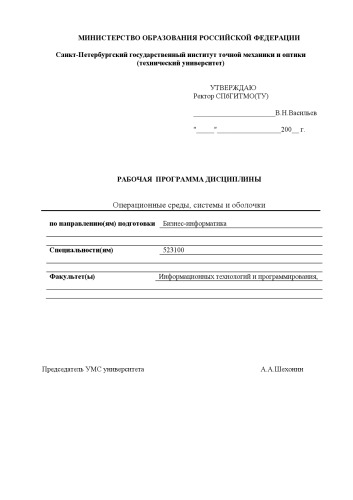 МИНИСТЕРСТВО ОБРАЗОВАНИЯ РОССИЙСКОЙ ФЕДЕРАЦИИ
Санкт-Петербургский государственный институт точной механики и оптики
(технический университет)
УТВЕРЖДАЮ
Ректор СПбГИТМО(ТУ)
____________________В.Н.Васильев
"_____"__________________200__ г.
РАБОЧАЯ ПРОГРАММА ДИСЦИПЛИНЫ
Операционные среды, системы и оболочки
по направлению(ям) подготовки Бизнес-информатика
Специальности(ям) 523100
Факультет(ы) Информационных технологий и программирования,
Председатель УМС университета А.А.Шехонин